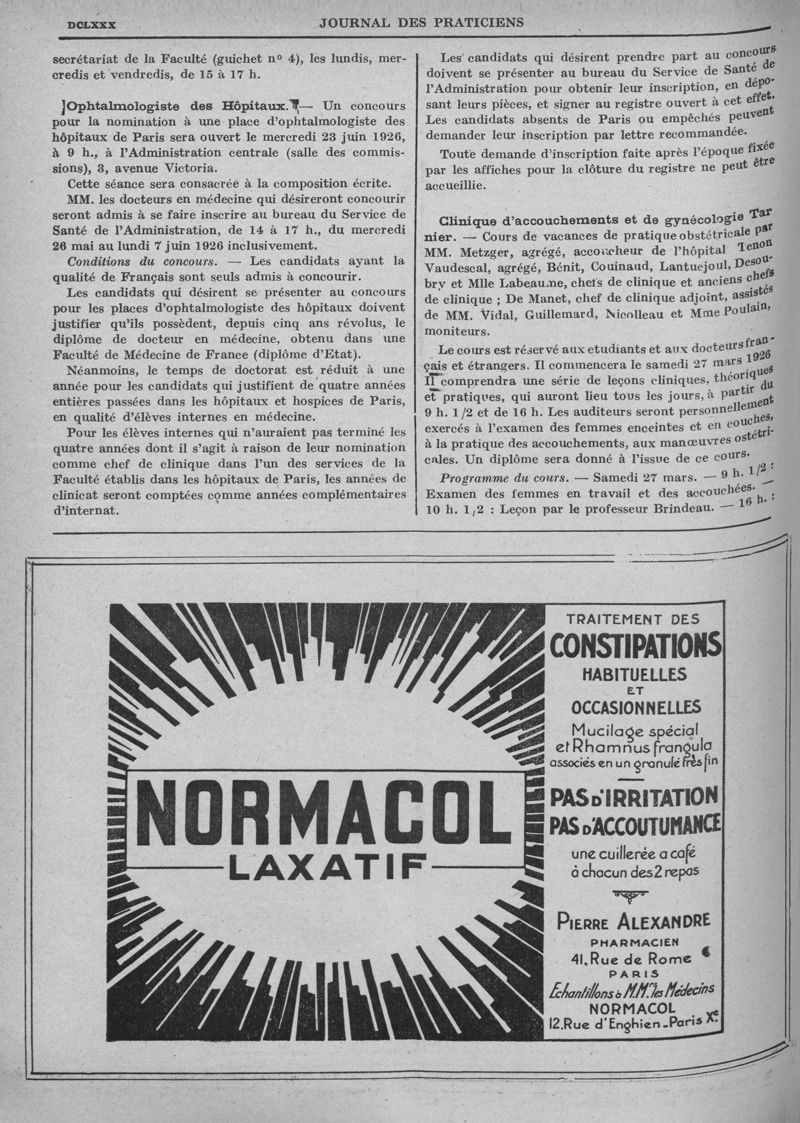 DCLXXX
JOURNAL DES PRATICIENS
secrétariat de la Faculté (guichet n° 4), les lundis, mer-
credis et vendredis, de 15 à 17 h.
]Ophtalmologiste des Hôpitaux. — Un concours
pour la nomination à une place d'ophtalmologiste des
hôpitaux de Paris sera ouvert le mercredi 23 juin 1926,
à 9 h., à l'Administration centrale (salle des commis-
sions), 3, avenue Victoria.
Cette séance sera consacrée à la composition écrite.
MM. les docteurs en médecine qui désireront concourir
seront admis à se faire inscrire au bureau du Service de
Santé de l'Administration, de 14 à 17 h., du mercredi
26 mai au lundi 7 juin 1926 inclusivement.
Conditions du concours. — Les candidats ayant la
qualité de Français sont seuls admis à concourir.
Les candidats qui désirent se présenter au concours
pour les places d'ophtalmologiste des hôpitaux doivent
justifier qu'ils possèdent, depuis cinq ans révolus, le
diplôme de docteur en médecine, obtenu dans une
Faculté de Médecine de France (diplôme d'Etat).
Néanmoins, le temps de doctorat est réduit à une
année pour les candidats qui justifient de quatre années
entières passées dans les hôpitaux et hospices de Paris,
en qualité d'élèves internes en médecine.
Pour les élèves internes qui n'auraient pas terminé les
quatre années dont il s'agit à raison de leur nomination
comme chef de clinique dans l'un des services de la
Faculté établis dans les hôpitaux de Paris, les années de
clinicat seront comptées comme années complémentaires
d'internat.
Les candidats qui désirent prendre part au concours
doivent se présenter au bureau du Service de Santé de
l'Administration pour obtenir leur inscription, en dépo-
sant leurs pièces, et signer au registre ouvert à cet effet.
Les candidats absents de Paris ou empêchés peuvent
demander leur inscription par lettre recommandée.
Toute demande d'inscription faite après l'époque fixée
par les affiches pour la clôture du registre ne peut être
accueillie.
Clinique d'accouchements et de gynécologie Tar
nier. — Cours de vacances de pratique obstétricale par
MM. Metzger, agrégé, accoucheur de l'hôpital Tenon
Vaudescal, agrégé, Bénit, Couinaud, Lantuejoul, Desou-
bry et Mlle Labeaume, chefs de clinique et anciens chefs
de clinique ; De Manet, chef de clinique adjoint, assistés
de MM. Vidal, Guillemard, Nicolleau et Mme Poulain,
moniteurs.
Le cours est réservé aux etudiants et aux docteurs fran-
çais et étrangers. Il commencera le samedi 27 mars 1926
Il comprendra une série de leçons cliniques, théoriques
et pratiques, qui auront lieu tous les jours, à partir du
9 h. 1/2 et de 16 h. Les auditeurs seront personnellement
exercés à l'examen des femmes enceintes et en couches,
à la pratique des accouchements, aux manœuvres ostétri-
cales. Un diplôme sera donné à l'issue de ce cours.
Programme du cours. — Samedi 27 mars. — 9 h. 1/2 :
Examen des femmes en travail et des accouchées. —
10 h. 1/2 : Leçon par le professeur Brindeau. — 16 h. :
NORMACOL
LAXATIF
TRAITEMENT DES
CONSTIPATIONS
HABITUELLES
ET
OCCASIONNELLES
Mucilage spécial
et Rhamnus frangula
associés en un granulé très fin
PAS D'IRRITATION
PAS D'ACCOUTUMANCE
une cuillerée a café
à chacun des 2 repas
PIERRE ALEXANDRE
PHARMACIEN
41, Rue de Rome
PARIS
Echantillons à M.M. les Médecins
NORMACOL
12, Rue d'Enghien - Paris Xe.